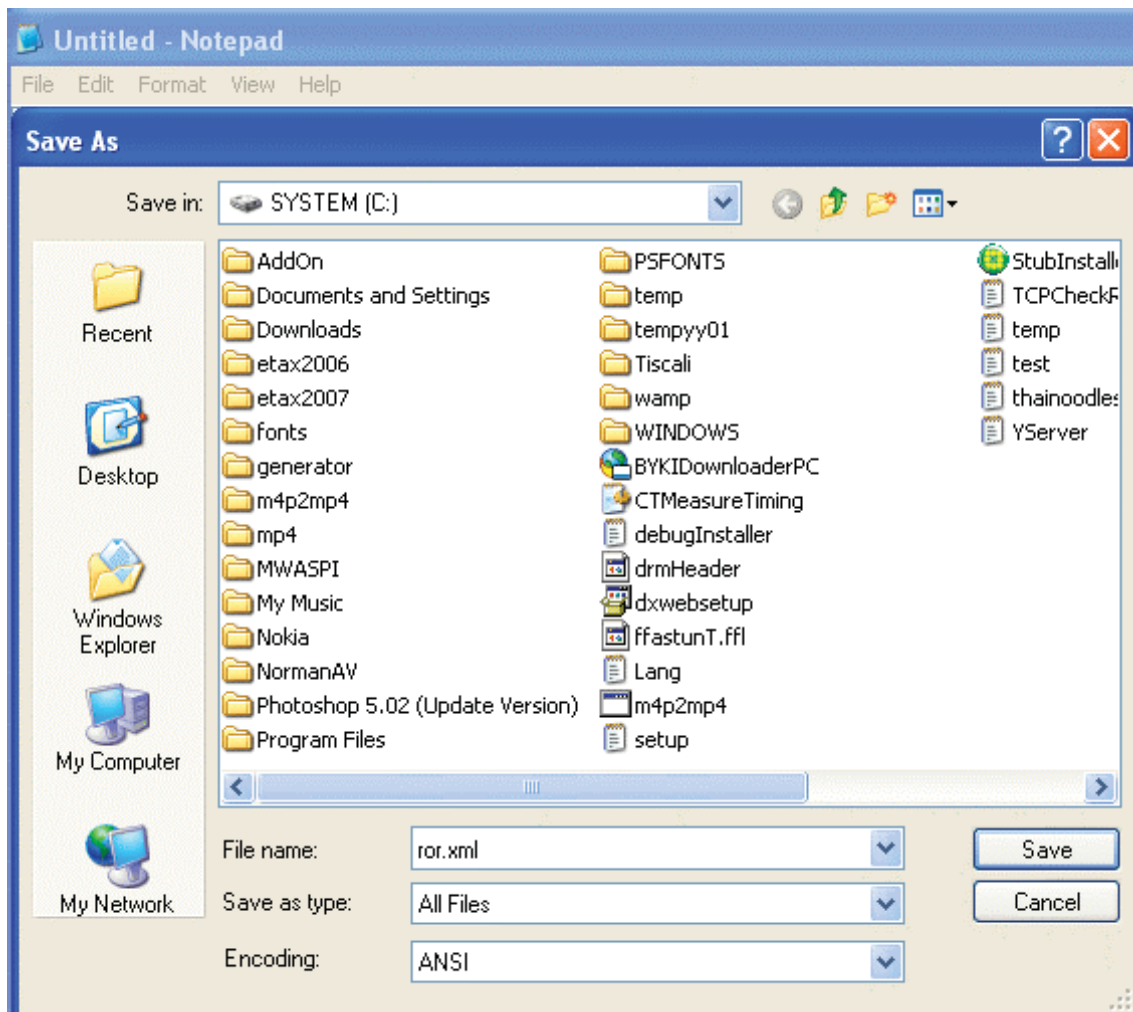 Untitled - Notepad
File Edit Format View Help
Save As
Save in: SYSTEM (C:)
Recent
Desktop
Windows
Explorer
My Computer
My Network
AddOn
Documents and Settings
Downloads
etax2006
etax2007
fonts
generator
m4p2mp4
mp4
MWASPI
My Music
Nokia
NormanAV
Photoshop 5.02 (Update Version)
Program Files
PSFONTS
temp
tempyy01
Tiscali
wamp
WINDOWS
BYKIDownloaderPC
CTMeasureTiming
debugInstaller
drmHeader
dxwebsetup
ffastunT.ffl
Lang
m4p2mp4
setup
StubInstall
TCPCheckR
temp
test
thainoodles
YServer
File name: ror.xml
Save
Save as type: All Files
Cancel
Encoding: ANSI